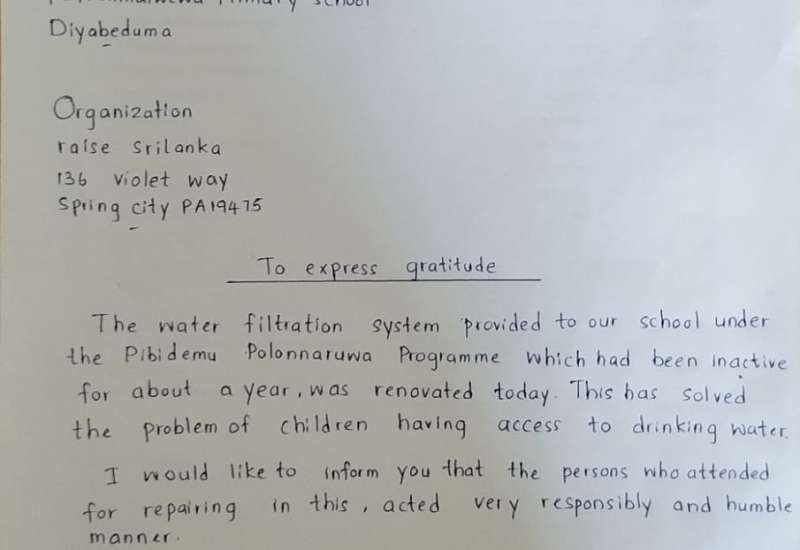 Primary school
Diyabeduma
Organization
raise Srilanka
136 violet way
Spring city PA19475
To express gratitude
The water filtration system provided to our school under
the Pibidemu Polonnaruwa Programme which had been inactive
for about a year, was renovated today. This has solved
the problem of children having access to drinking water.
I would like to inform you that the persons who attended
for repairing in this, acted very responsibly and humble
manner.